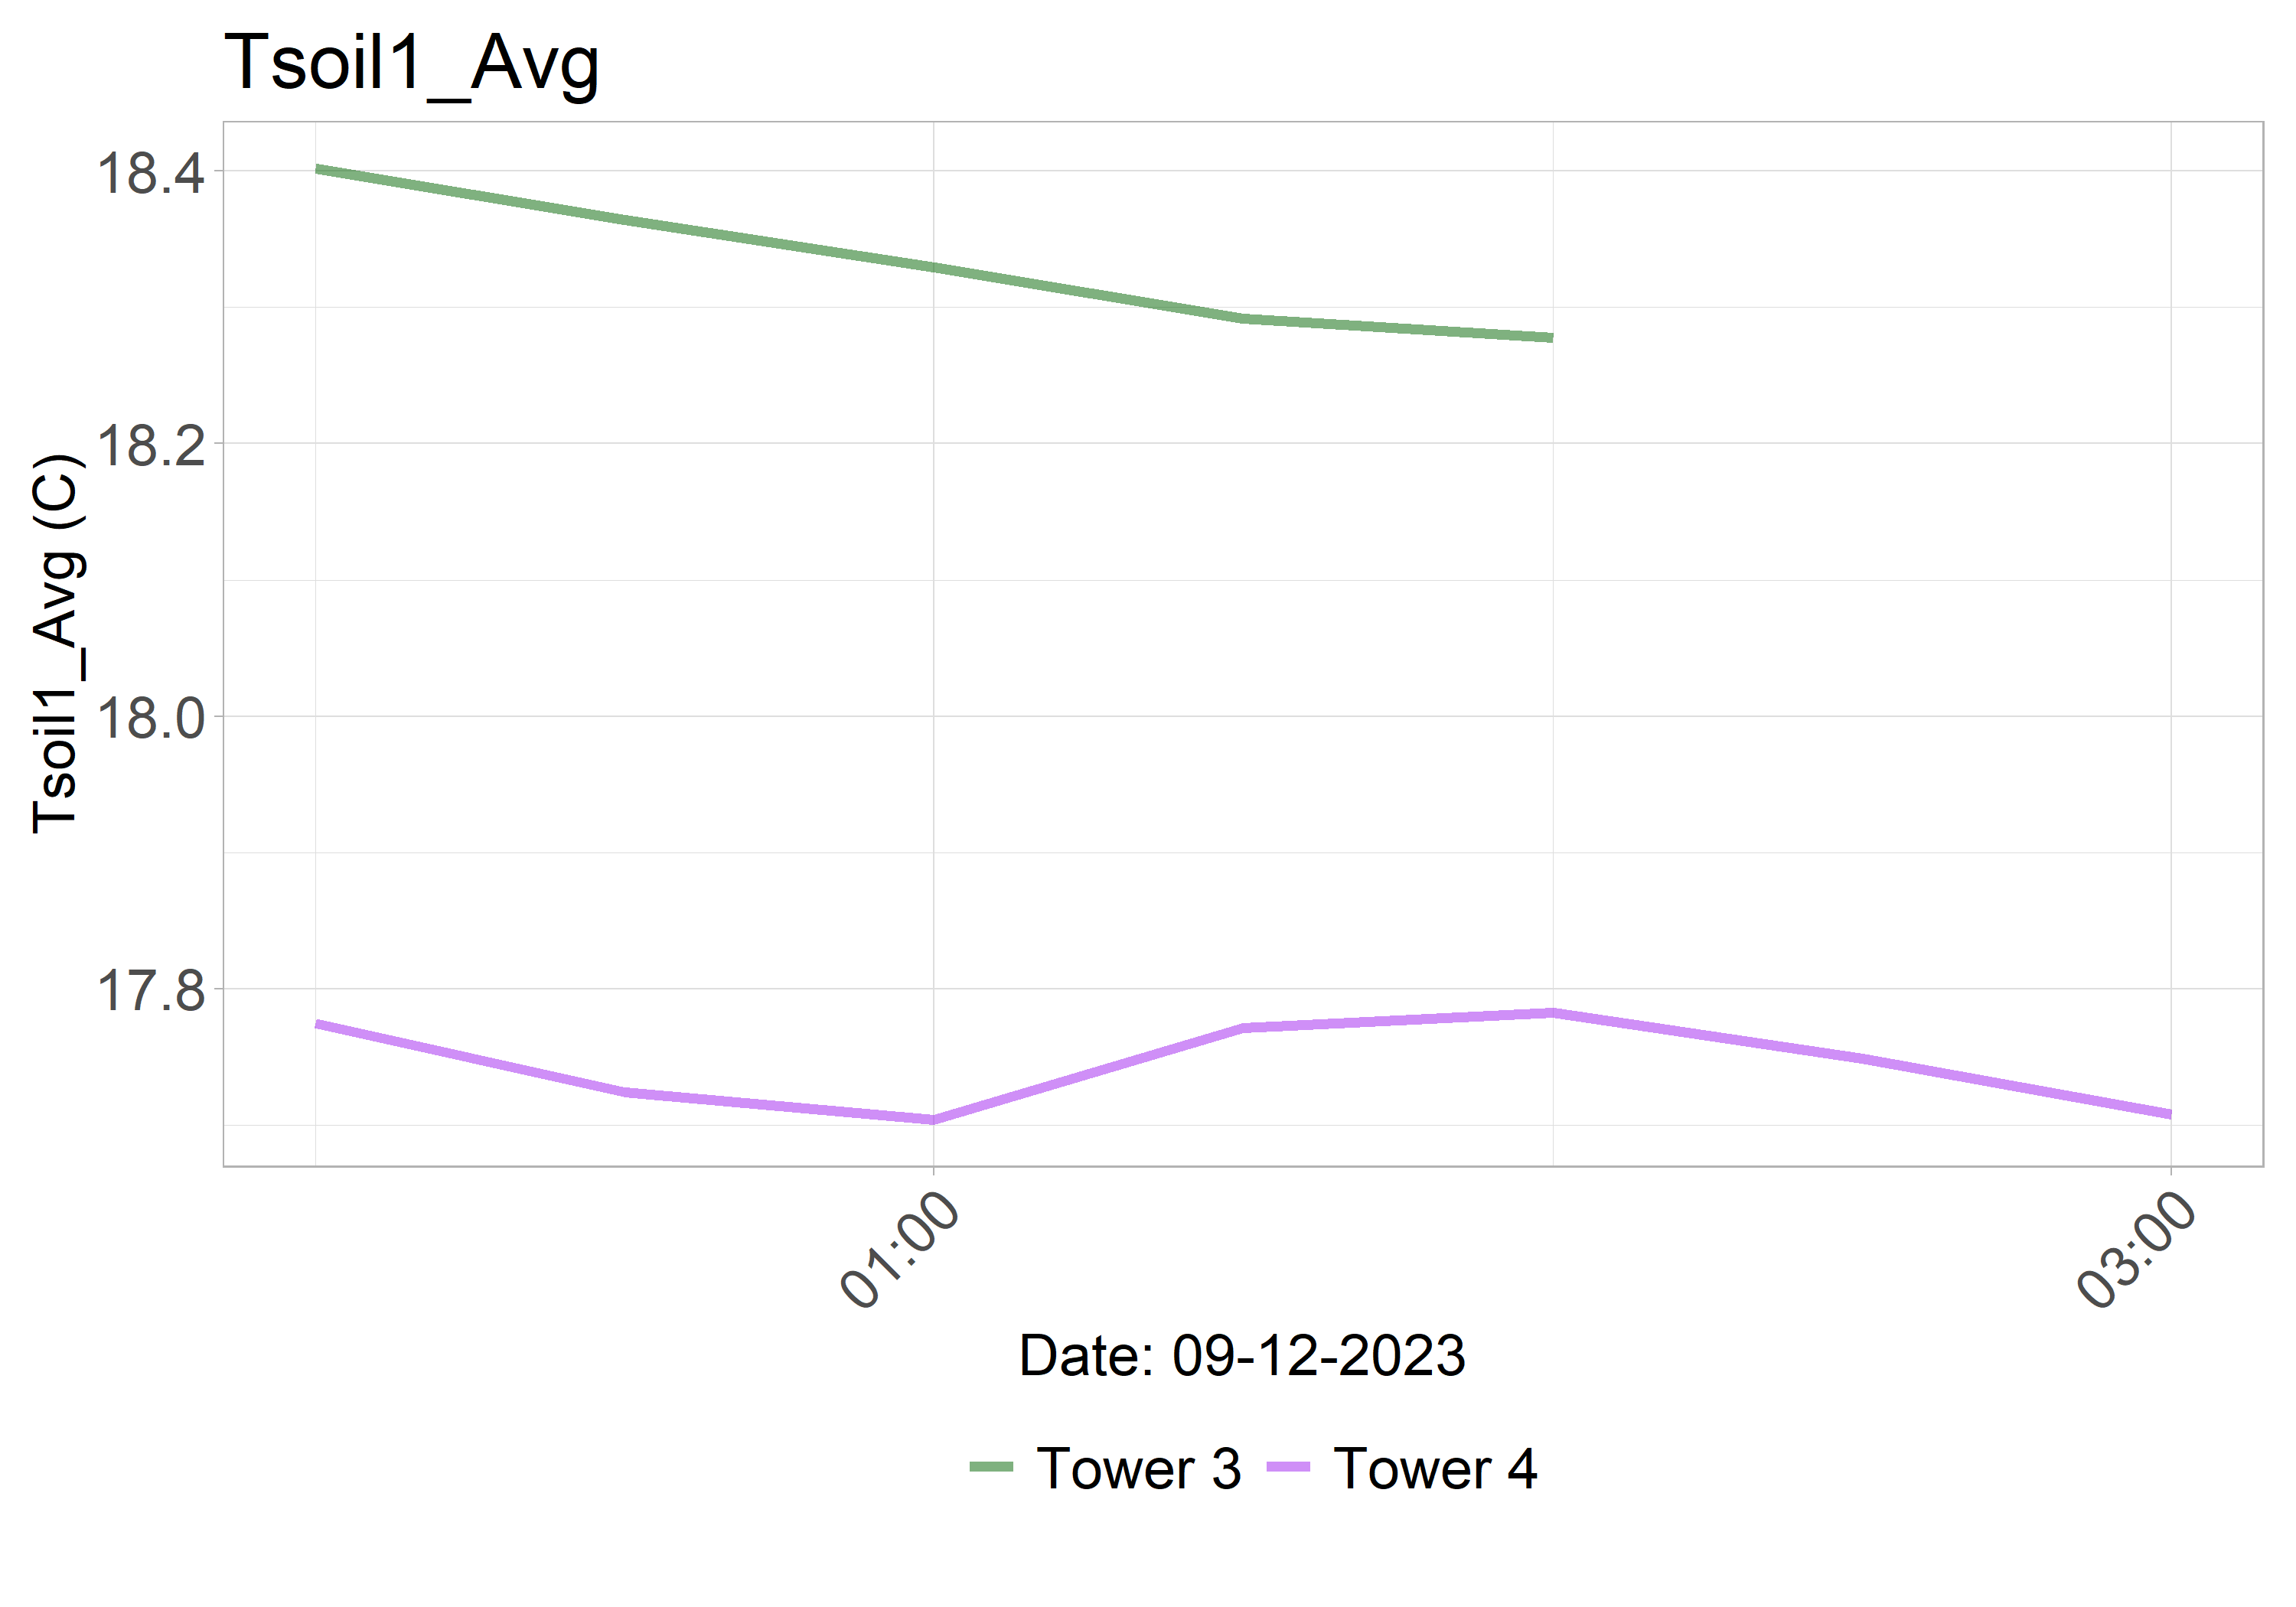 Tsoil1_Avg
Tsoil1_Avg (C)
18.4
18.2
18.0
17.8
01:00
03:00
Date: 09-12-2023
Tower 3
Tower 4